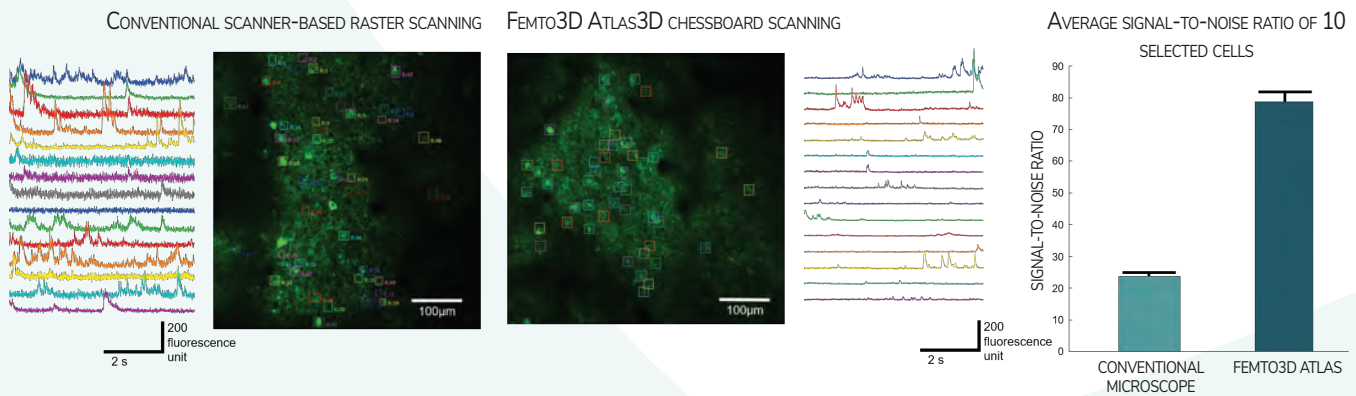 CONVENTIONAL SCANNER-BASED RASTER SCANNING
FEMTO3D ATLAS3D CHESSBOARD SCANNING
AVERAGE SIGNAL-TO-NOISE RATIO OF 10
SELECTED CELLS
100µm
200
fluorescence
unit
2 s
100µm
200
fluorescence
unit
2 s
SIGNAL-TO-NOISE RATIO
90
80
70
60
50
40
30
20
10
0
CONVENTIONAL
MICROSCOPE
FEMTO3D ATLAS